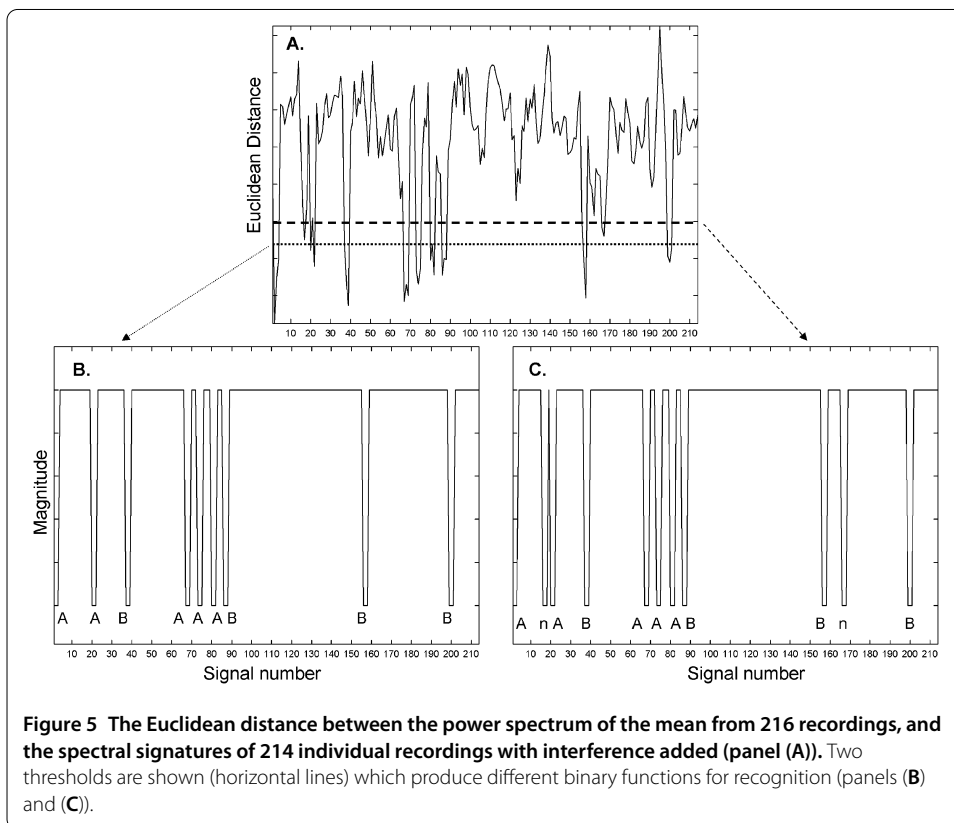 A.
Euclidean Distance
10 20 30 40 50 60 70 80 90 100 110 120 130 140 150 160 170 180 190 200 210
B.
Magnitude
A A B A A A B B B
10 20 30 40 50 60 70 80 90 100 110 120 130 140 150 160 170 180 190 200 210
Signal number
C.
A n A B A A A B B n B
10 20 30 40 50 60 70 80 90 100 110 120 130 140 150 160 170 180 190 200 210
Signal number
Figure 5 The Euclidean distance between the power spectrum of the mean from 216 recordings, and
the spectral signatures of 214 individual recordings with interference added (panel (A)). Two
thresholds are shown (horizontal lines) which produce different binary functions for recognition (panels (B)
and (C)).